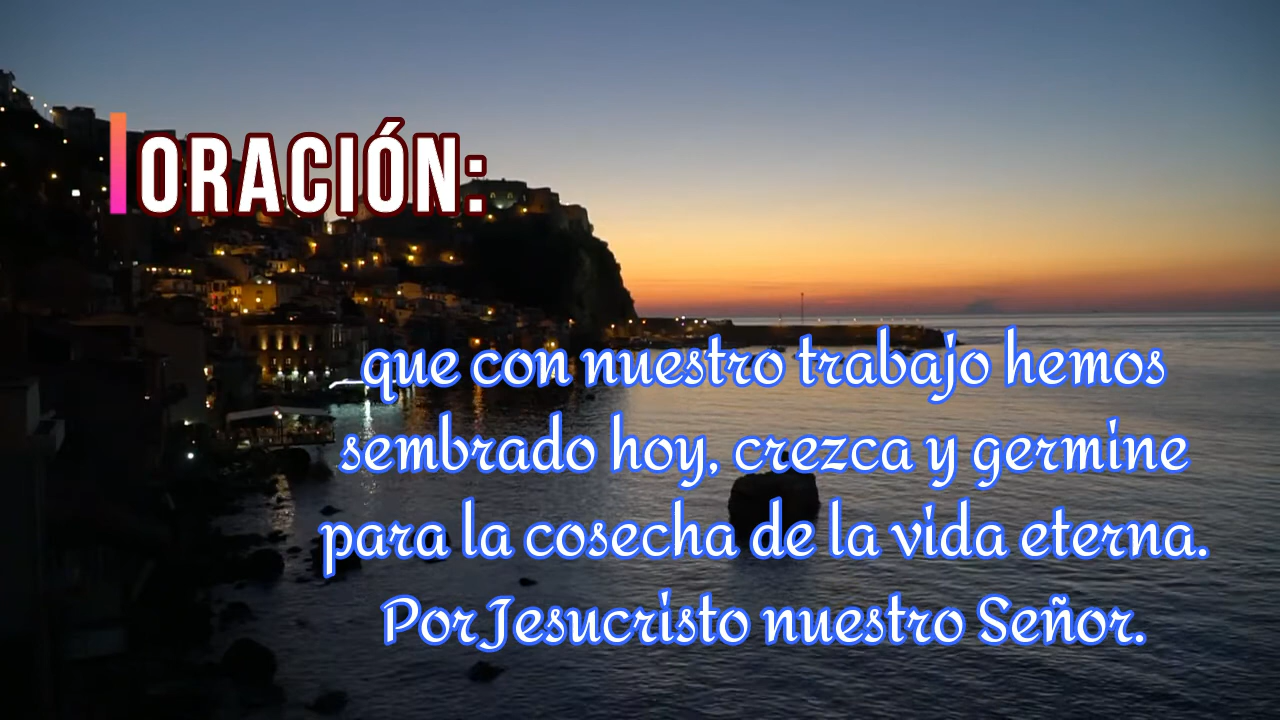 ORACIÓN:
que con nuestro trabajo hemos
sembrado hoy, crezca y germine
para la cosecha de la vida eterna.
Por Jesucristo nuestro Señor.